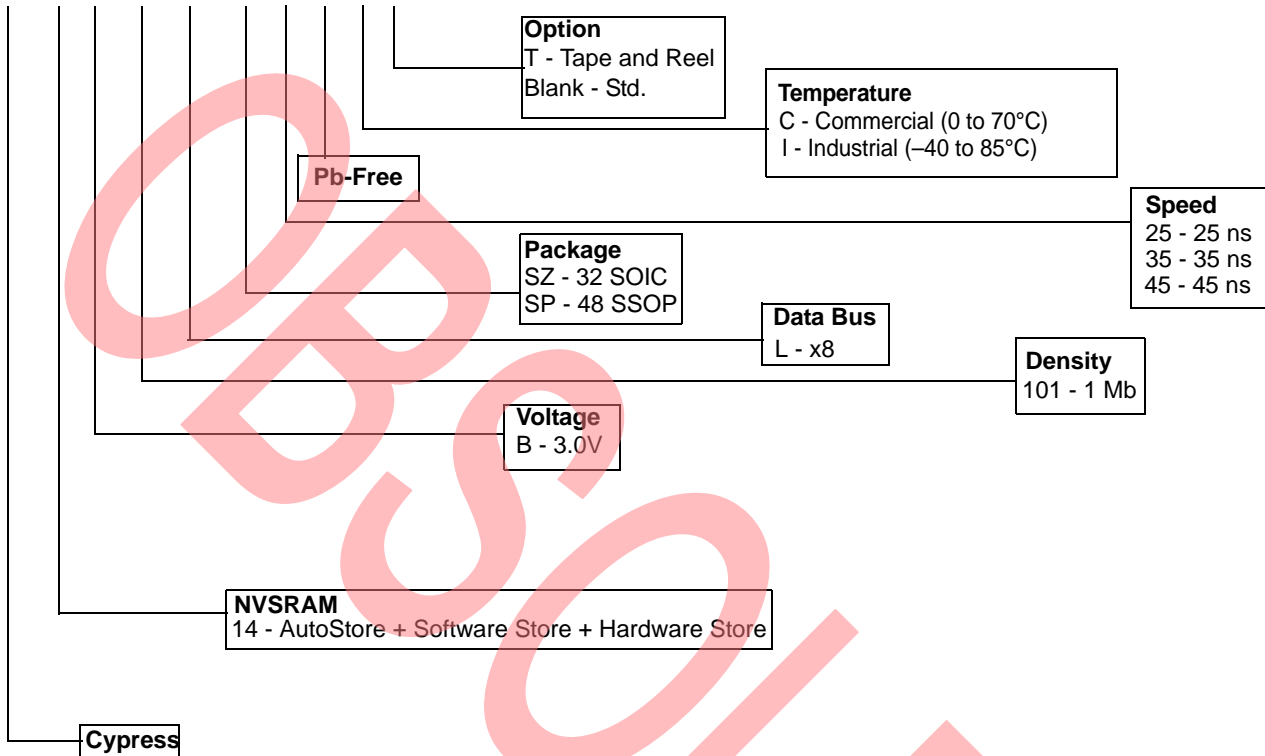 Option
T - Tape and Reel
Blank - Std.
Temperature
C - Commercial (0 to 70°C)
I - Industrial (–40 to 85°C)
Pb-Free
Speed
25 - 25 ns
35 - 35 ns
45 - 45 ns
Package
SZ - 32 SOIC
SP - 48 SSOP
Data Bus
L - x8
Density
101 - 1 Mb
Voltage
B - 3.0V
NVSRAM
14 - AutoStore + Software Store + Hardware Store
Cypress
OBSOL